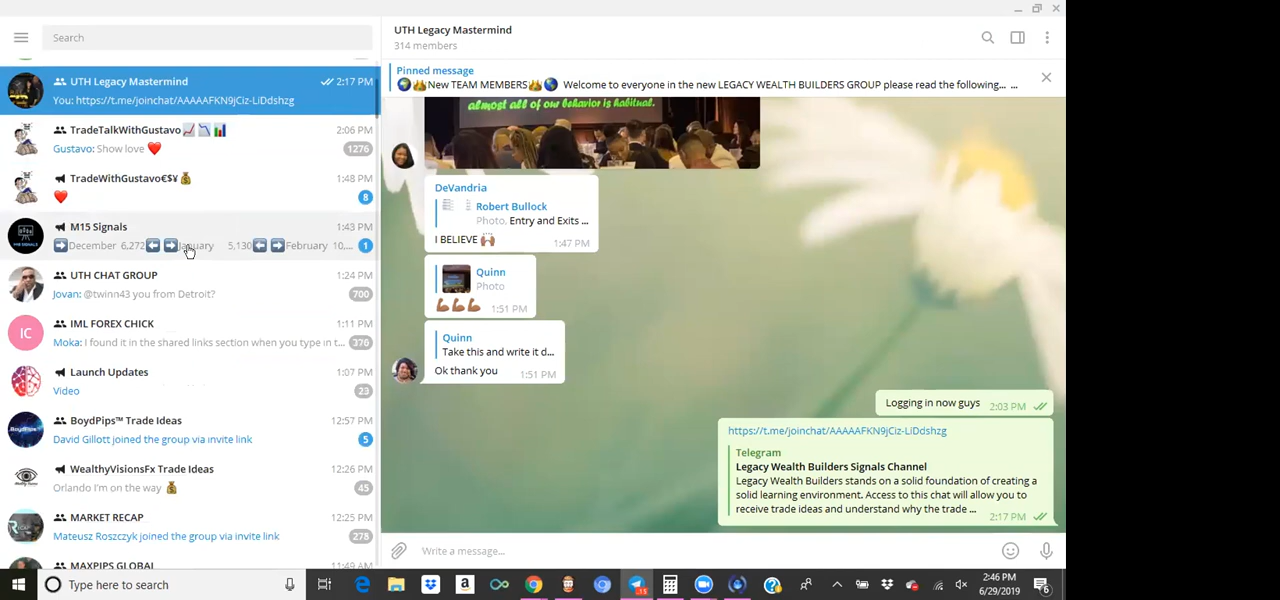 Search
UTH Legacy Mastermind
2:17 PM
You: https://t.me/joinchat/AAAAAFKN9jCiz-LiDdshzg
TradeTalkWithGustavo📈📉📊
2:06 PM
Gustavo: Show love ❤️
1276
TradeWithGustavo€$¥💰
1:48 PM
❤️
8
M15 Signals
1:43 PM
➡️December 6,272⬅️ ➡️January 5,130⬅️ ➡️February 10,...
1
UTH CHAT GROUP
1:24 PM
Jovan: @twinn43 you from Detroit?
700
IC
IML FOREX CHICK
1:11 PM
Moka: I found it in the shared links section when you type in t...
370
Launch Updates
1:07 PM
Video
23
BoydPips™ Trade Ideas
12:57 PM
David Gillott joined the group via invite link
5
WealthyVisionsFx Trade Ideas
12:26 PM
Orlando I'm on the way 💰
45
MARKET RECAP
12:25 PM
Mateusz Roszczyk joined the group via invite link
278
MAXPIPS GLOBAL
11:49 AM
UTH Legacy Mastermind
314 members
Pinned message
🌍👑New TEAM MEMBERS👑🌍 Welcome to everyone in the new LEGACY WEALTH BUILDERS GROUP please read the following... ...
almost all of our behavior is habitual.
DeVandria
Robert Bullock
Photo, Entry and Exits ...
I BELIEVE 🙌🏽
1:47 PM
Quinn
Photo
💪🏾💪🏾💪🏾
1:51 PM
Quinn
Take this and write it d...
Ok thank you
1:51 PM
Logging in now guys
2:03 PM
https://t.me/joinchat/AAAAAFKN9jCiz-LiDdshzg
Telegram
Legacy Wealth Builders Signals Channel
Legacy Wealth Builders stands on a solid foundation of creating a
solid learning environment. Access to this chat will allow you to
receive trade ideas and understand why the trade ...
2:17 PM
Write a message...
Type here to search
2:46 PM
6/29/2019